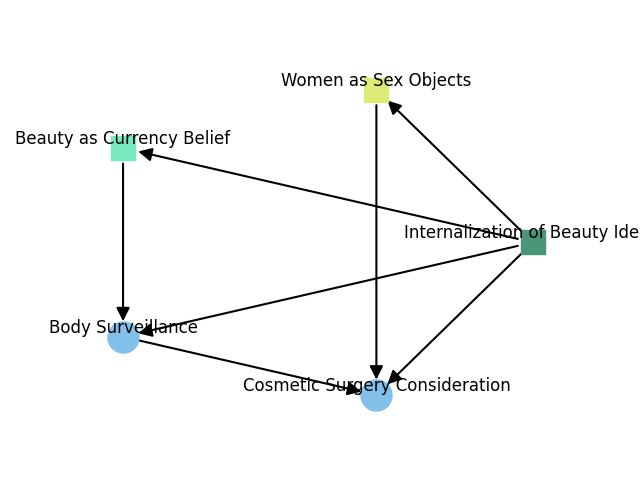 Women as Sex Objects
Beauty as Currency Belief
Internalization of Beauty Ide
Body Surveillance
Cosmetic Surgery Consideration